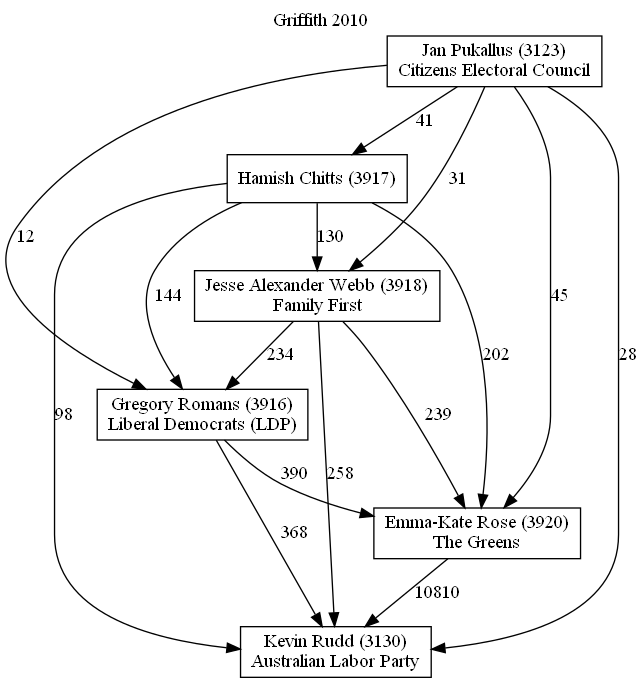 Griffith 2010
Jan Pukallus (3123)
Citizens Electoral Council
41
Hamish Chitts (3917)
31
12
130
Jesse Alexander Webb (3918)
Family First
144
45
234
202
28
Gregory Romans (3916)
Liberal Democrats (LDP)
98
239
390
258
Emma-Kate Rose (3920)
The Greens
368
10810
Kevin Rudd (3130)
Australian Labor Party